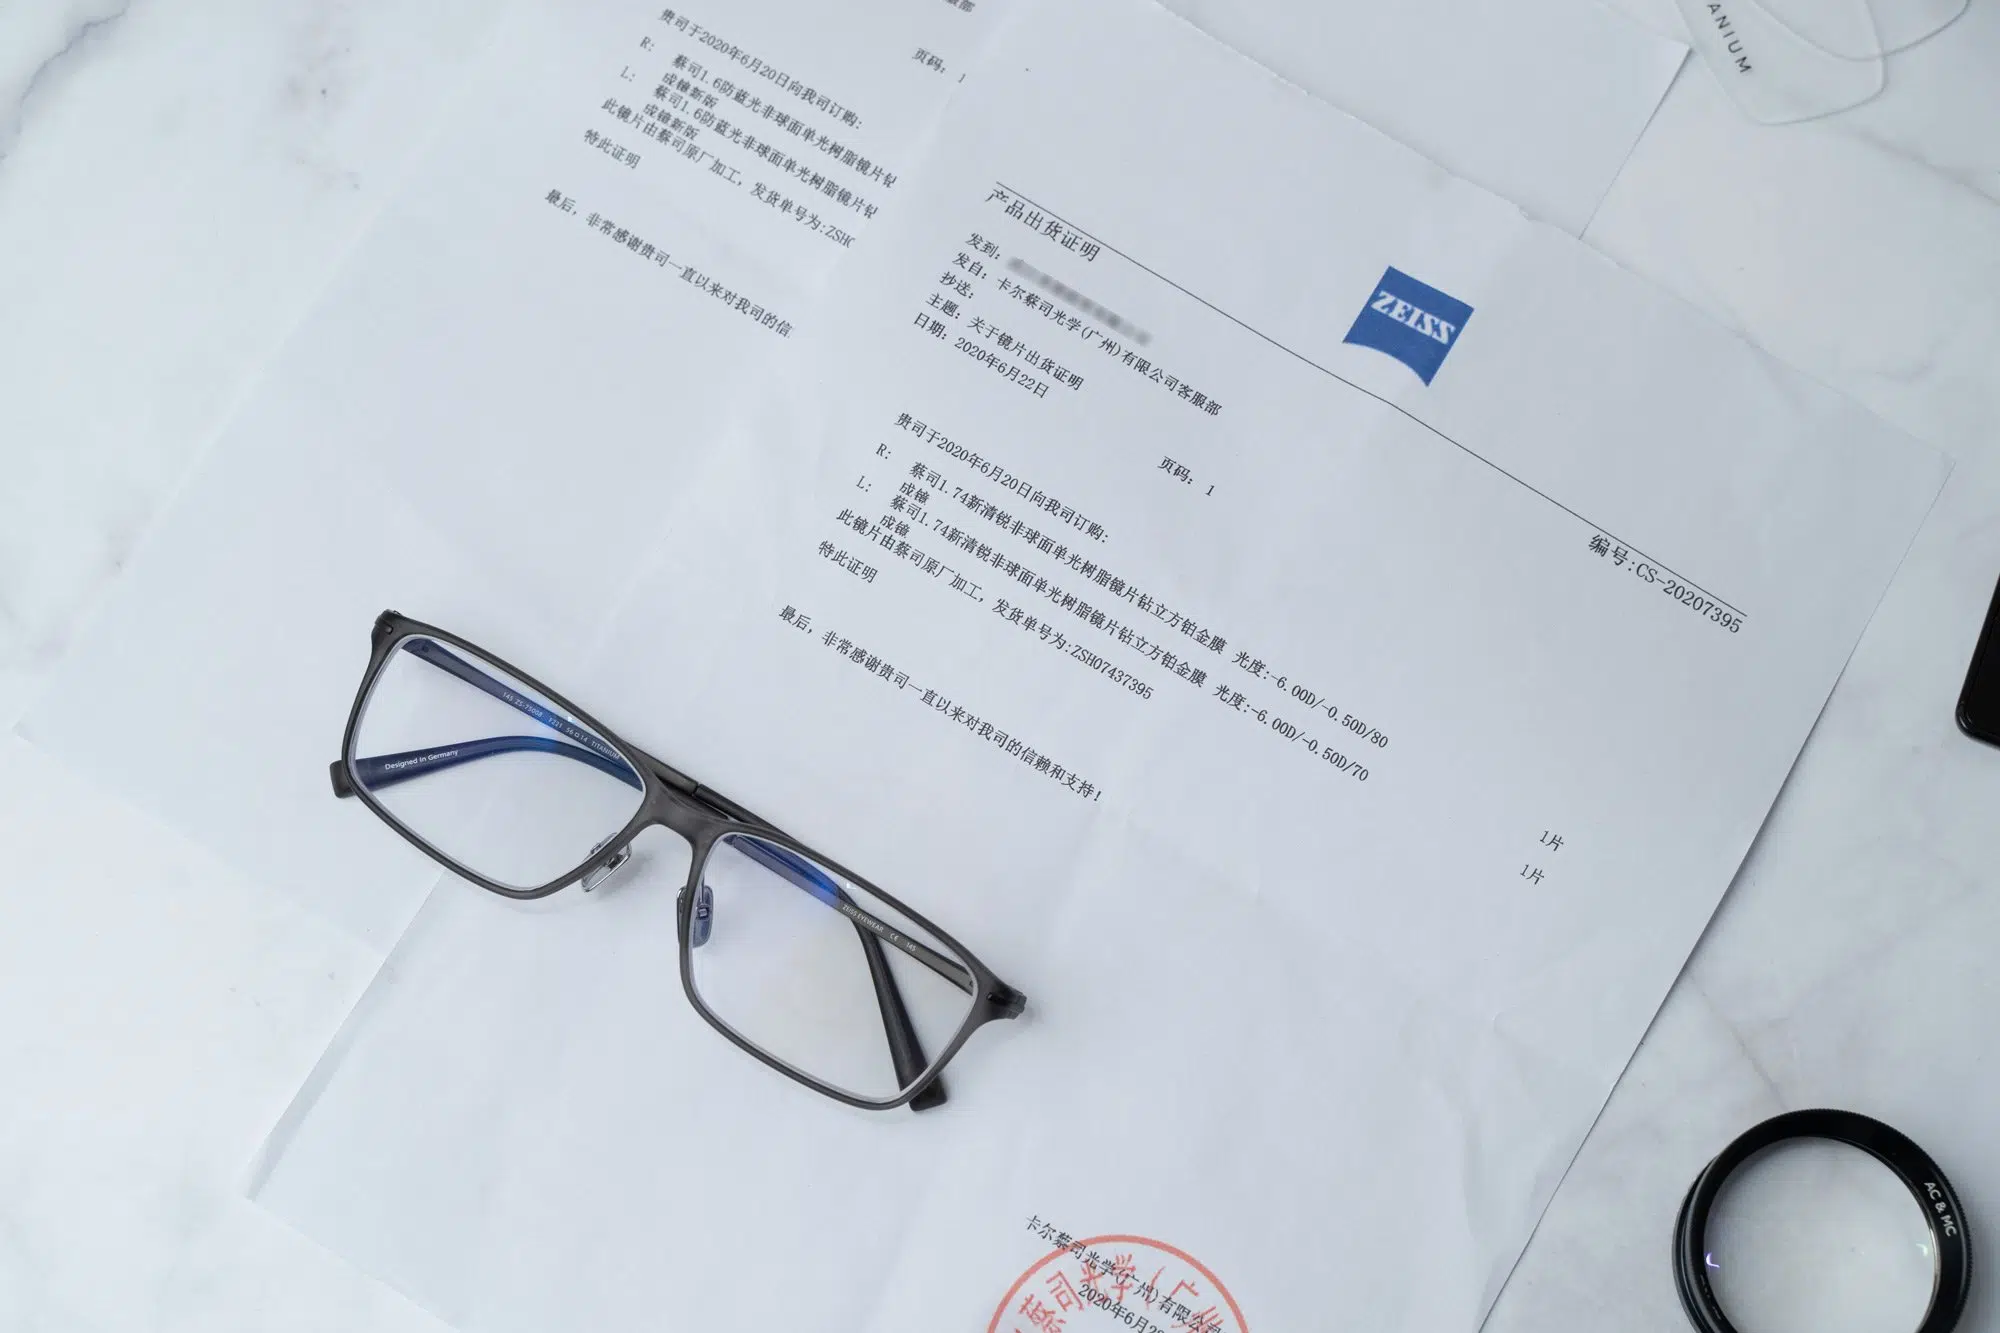 贵司于2020年6月20日向我司订购:
页码: 1
R: 蔡司1.6防蓝光非球面单光树脂镜片钻
成镜新版
L: 蔡司1.6防蓝光非球面单光树脂镜片钻
成镜新版
此镜片由蔡司原厂加工，发货单号为:ZSH0
特此证明
最后，非常感谢贵司一直以来对我司的信
产品出货证明
ZEISS
编号:CS-20207395
发到:
发自: 卡尔蔡司光学(广州)有限公司客服部
抄送:
主题: 关于镜片出货证明
日期: 2020年6月22日
页码: 1
贵司于2020年6月20日向我司订购:
R: 蔡司1.74新清锐非球面单光树脂镜片钻立方铂金膜 光度:-6.00D/-0.50D/80 1片
成镜
L: 蔡司1.74新清锐非球面单光树脂镜片钻立方铂金膜 光度:-6.00D/-0.50D/70 1片
成镜
此镜片由蔡司原厂加工，发货单号为:ZSH07437395
特此证明
最后，非常感谢贵司一直以来对我司的信赖和支持!
卡尔蔡司光学(广州)有限公司
2020年6月2
蔡司光学(广州
145 ZS-75008 F221 56□14 TITANIUM
Designed in Germany
ZEISS EYEWEAR CE 145
ANIUM
AC & MC